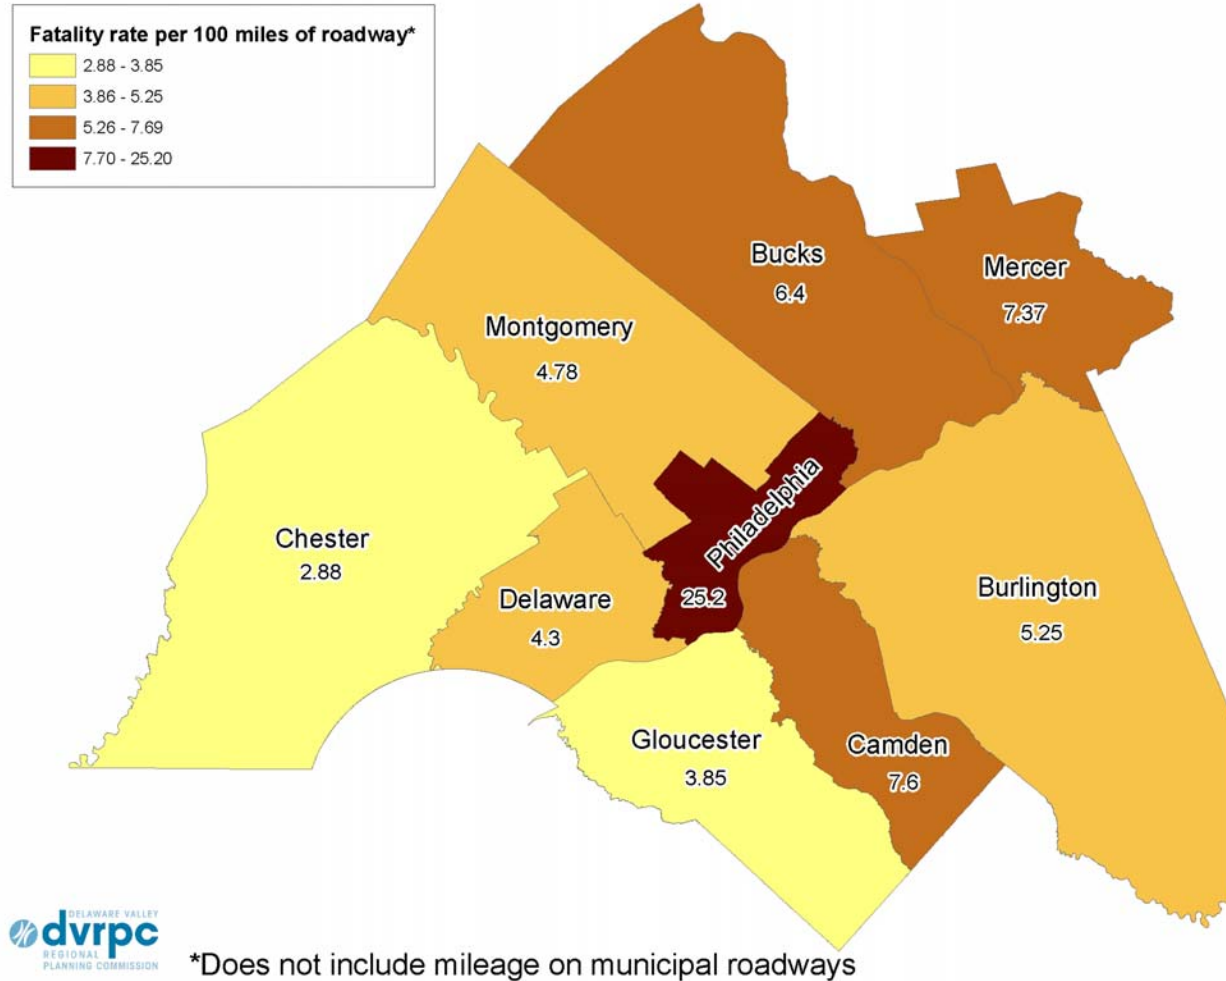 Fatality rate per 100 miles of roadway*
2.88 - 3.85
3.86 - 5.25
5.26 - 7.69
7.70 - 25.20
Bucks
6.4
Mercer
7.37
Montgomery
4.78
Philadelphia
25.2
Chester
2.88
Delaware
4.3
Burlington
5.25
Gloucester
3.85
Camden
7.6
DELAWARE VALLEY
dvrpc
REGIONAL
PLANNING COMMISSION
*Does not include mileage on municipal roadways